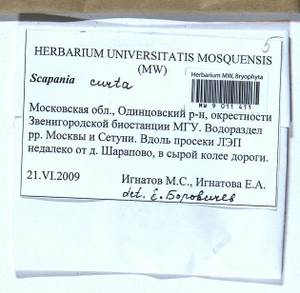 5
HERBARIUM UNIVERSITATIS MOSQUENSIS
(MW)
Herbarium MW, Bryophyta
Scapania curta
MW 9 011 411
Московская обл., Одинцовский р-н, окрестности
Звенигородской биостанции МГУ. Водораздел
рр. Москвы и Сетуни. Вдоль просеки ЛЭП
недалеко от д. Шарапово, в сырой колее дороги.
21.VI.2009 Игнатов М.С., Игнатова Е.А.
det. Е. Боровичев